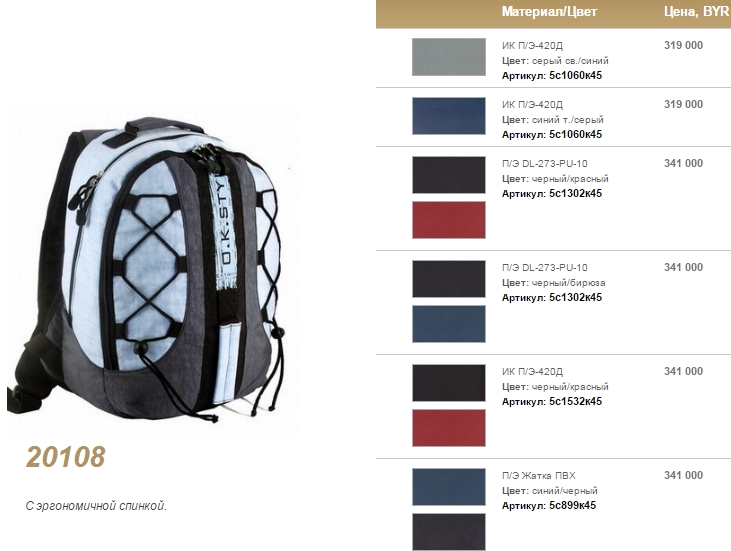 Материал/Цвет Цена, BYR
ИК П/Э-420Д 319 000
Цвет: серый св./синий
Артикул: 5с1060к45
ИК П/Э-420Д 319 000
Цвет: синий т./серый
Артикул: 5с1060к45
П/Э DL-273-PU-10 341 000
Цвет: черный/красный
Артикул: 5с1302к45
П/Э DL-273-PU-10 341 000
Цвет: черный/бирюза
Артикул: 5с1302к45
ИК П/Э-420Д 341 000
Цвет: черный/красный
Артикул: 5с1532к45
П/Э Жатка ПВХ 341 000
Цвет: синий/черный
Артикул: 5с899к45
O.K.STY
20108
С эргономичной спинкой.